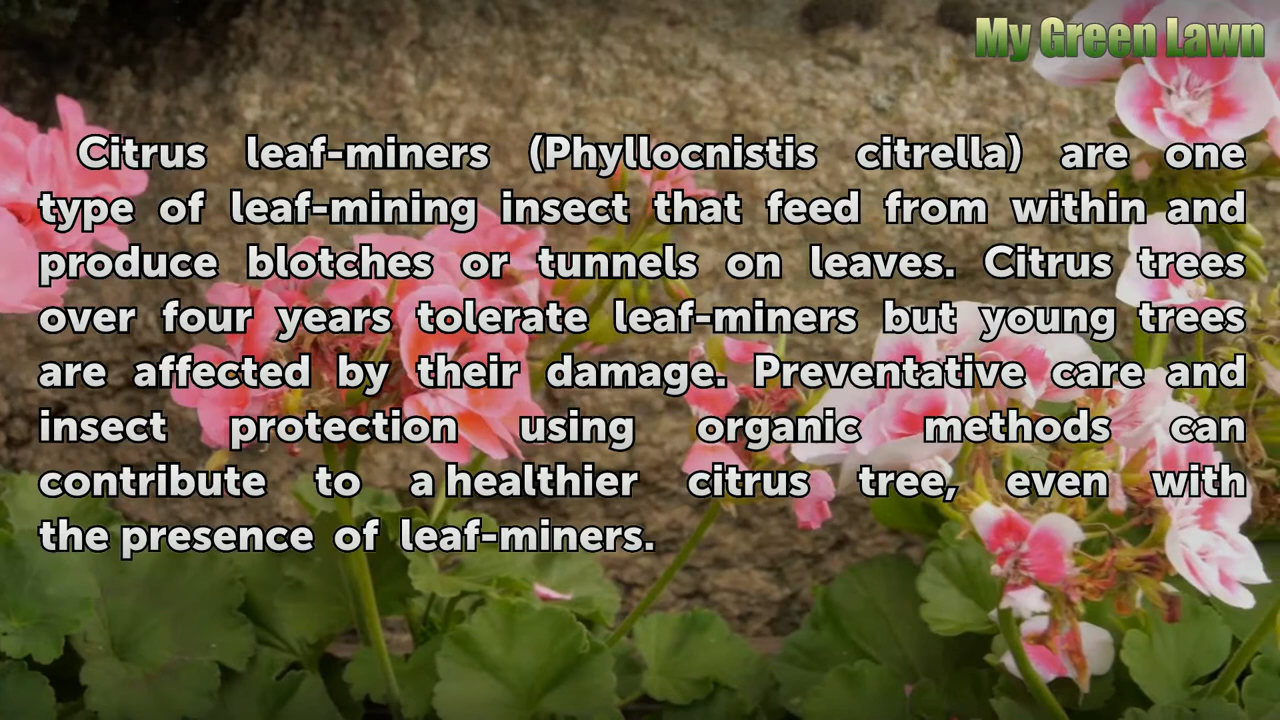 My Green Lawn
Citrus leaf-miners (Phyllocnistis citrella) are one
type of leaf-mining insect that feed from within and
produce blotches or tunnels on leaves. Citrus trees
over four years tolerate leaf-miners but young trees
are affected by their damage. Preventative care and
insect protection using organic methods can
contribute to a healthier citrus tree, even with
the presence of leaf-miners.